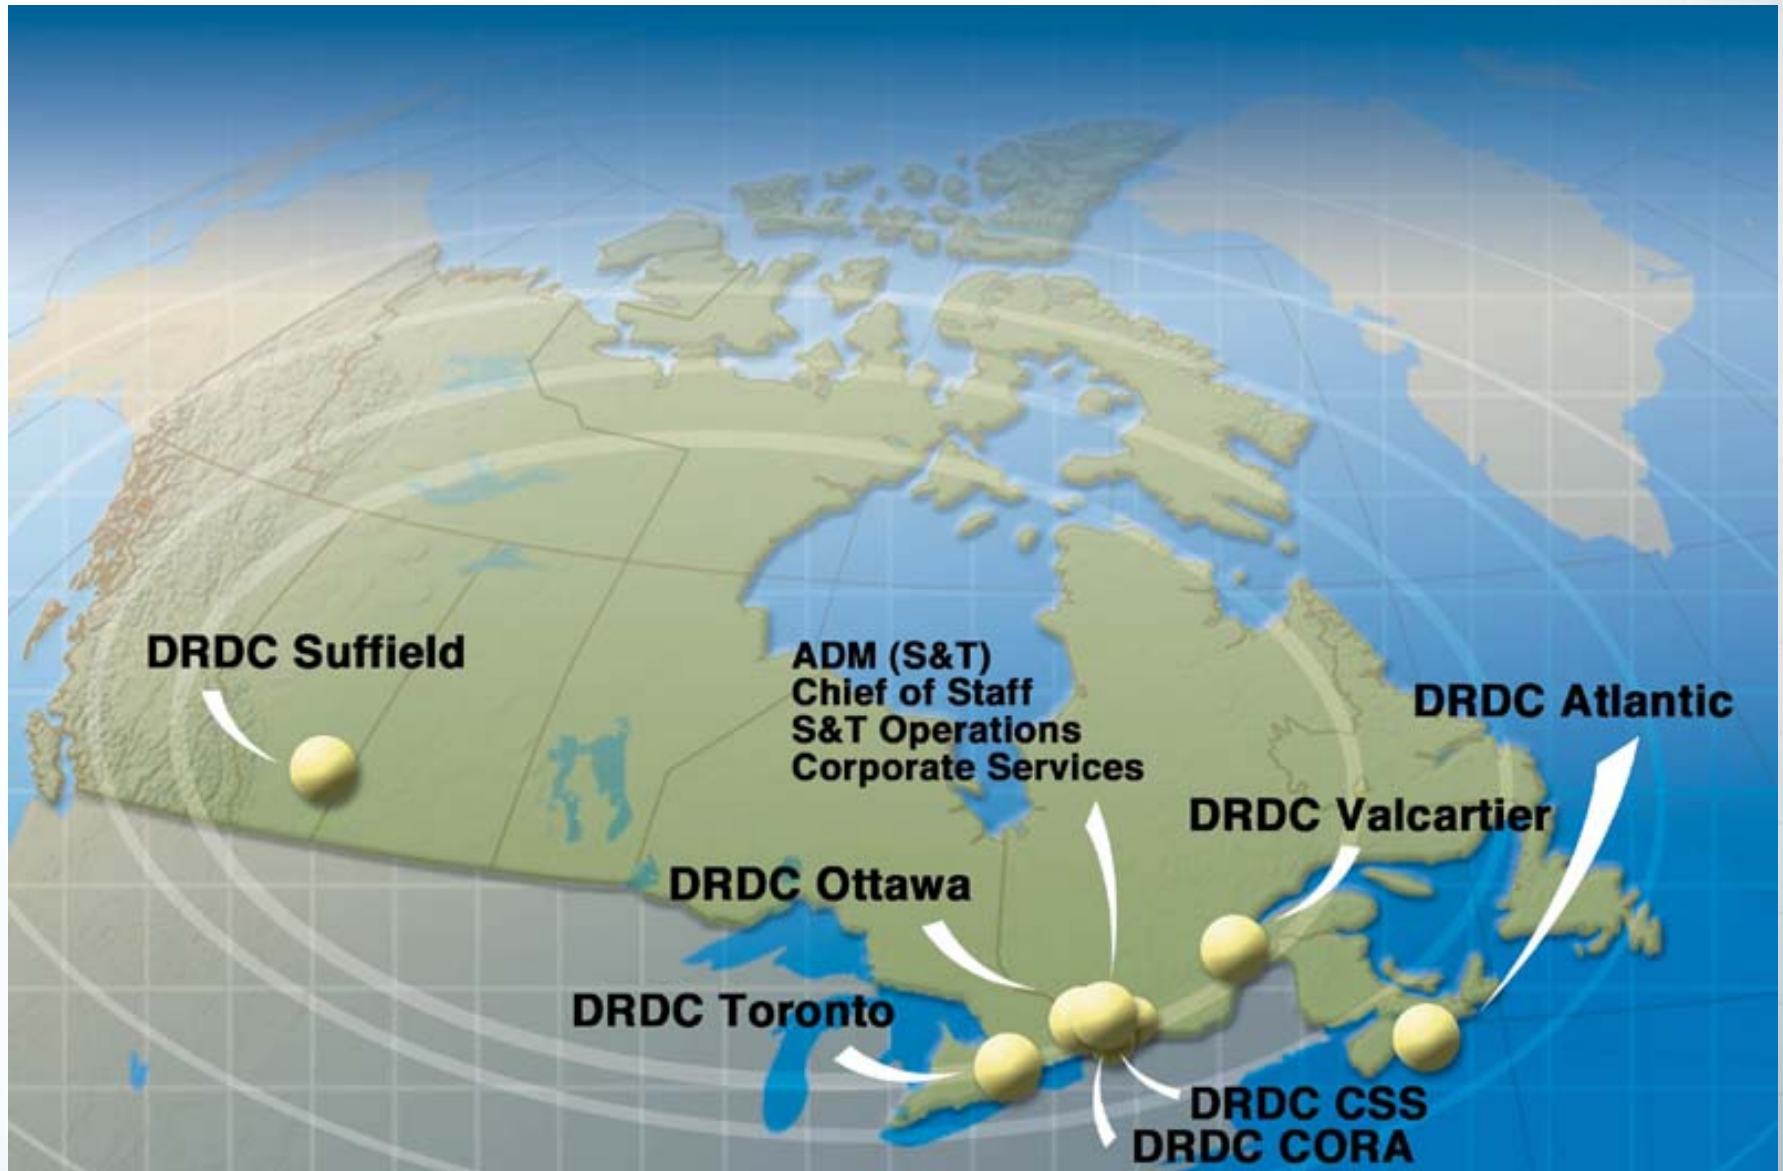 DRDC Suffield
ADM (S&T)
Chief of Staff
S&T Operations
Corporate Services
DRDC Atlantic
DRDC Valcartier
DRDC Ottawa
DRDC Toronto
DRDC CSS
DRDC CORA